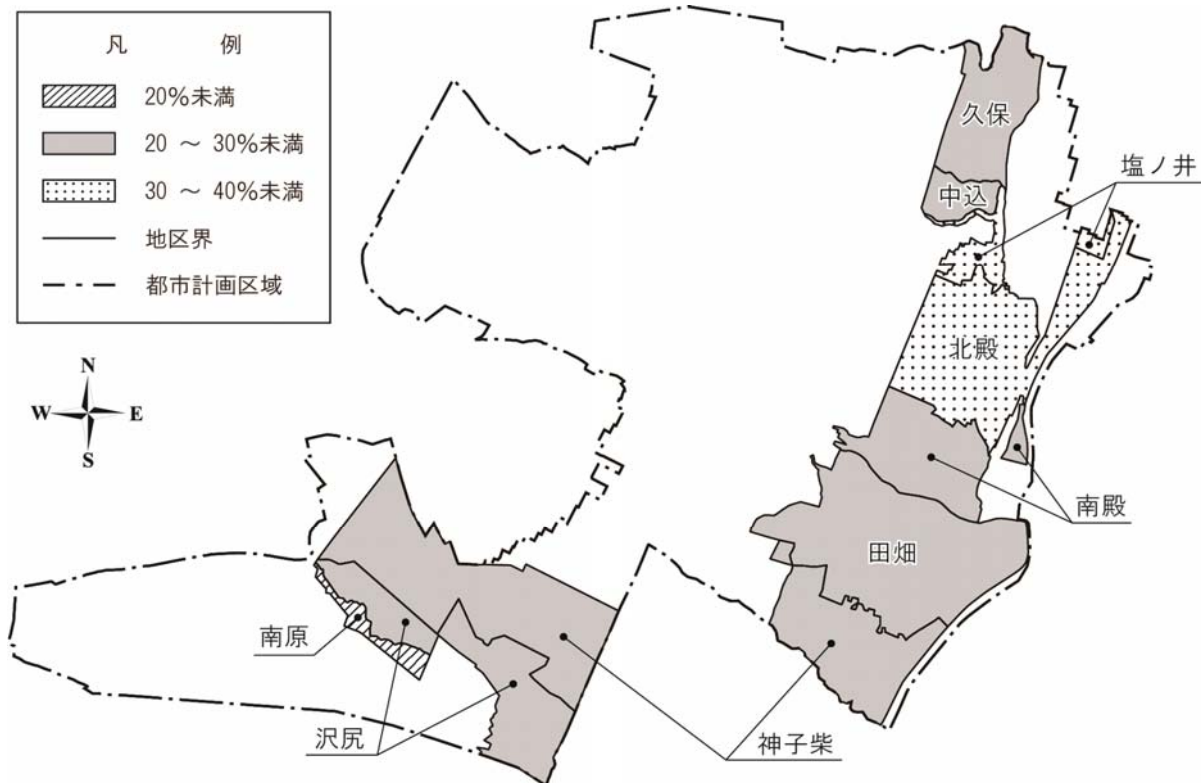 凡 例
20%未満
20 ～ 30%未満
30 ～ 40%未満
地区界
都市計画区域
N
W E
S
久保
中込
塩ノ井
北殿
南殿
田畑
南原
沢尻
神子柴